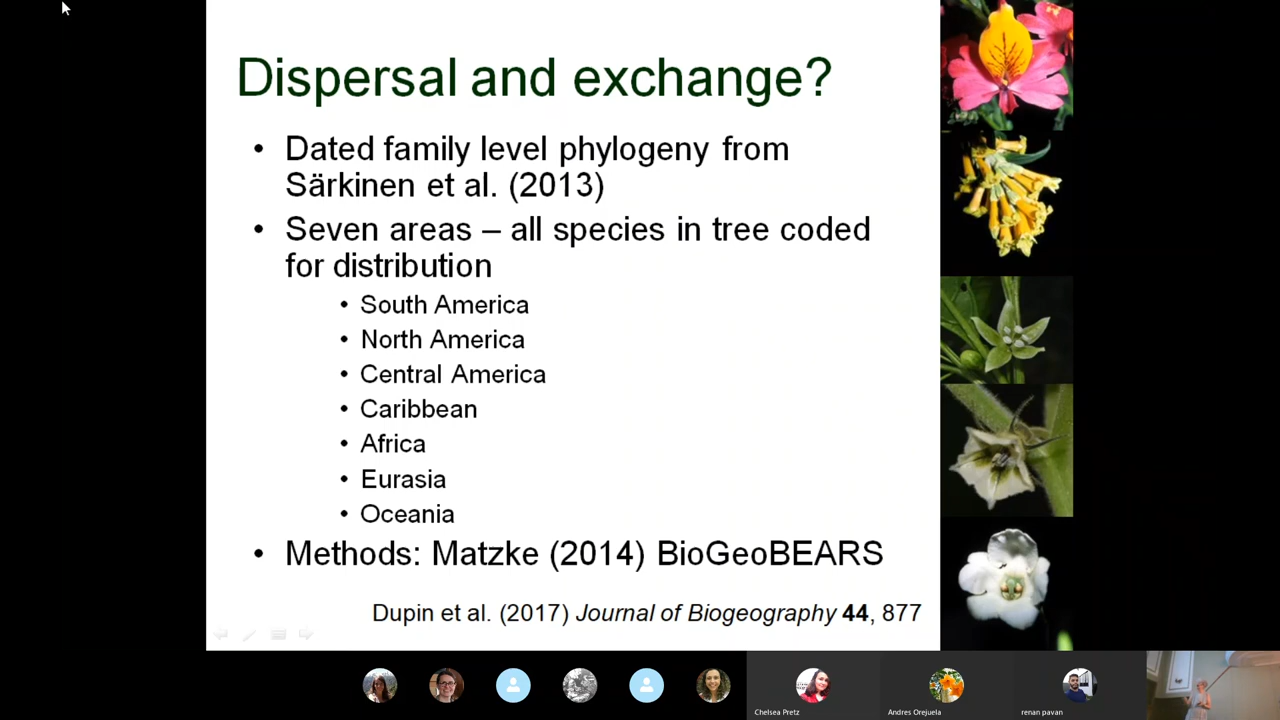 Dispersal and exchange?
• Dated family level phylogeny from
Särkinen et al. (2013)
• Seven areas – all species in tree coded
for distribution
• South America
• North America
• Central America
• Caribbean
• Africa
• Eurasia
• Oceania
• Methods: Matzke (2014) BioGeoBEARS
Dupin et al. (2017) Journal of Biogeography 44, 877
Chelsea Pretz
Andres Orejuela
renan pavan